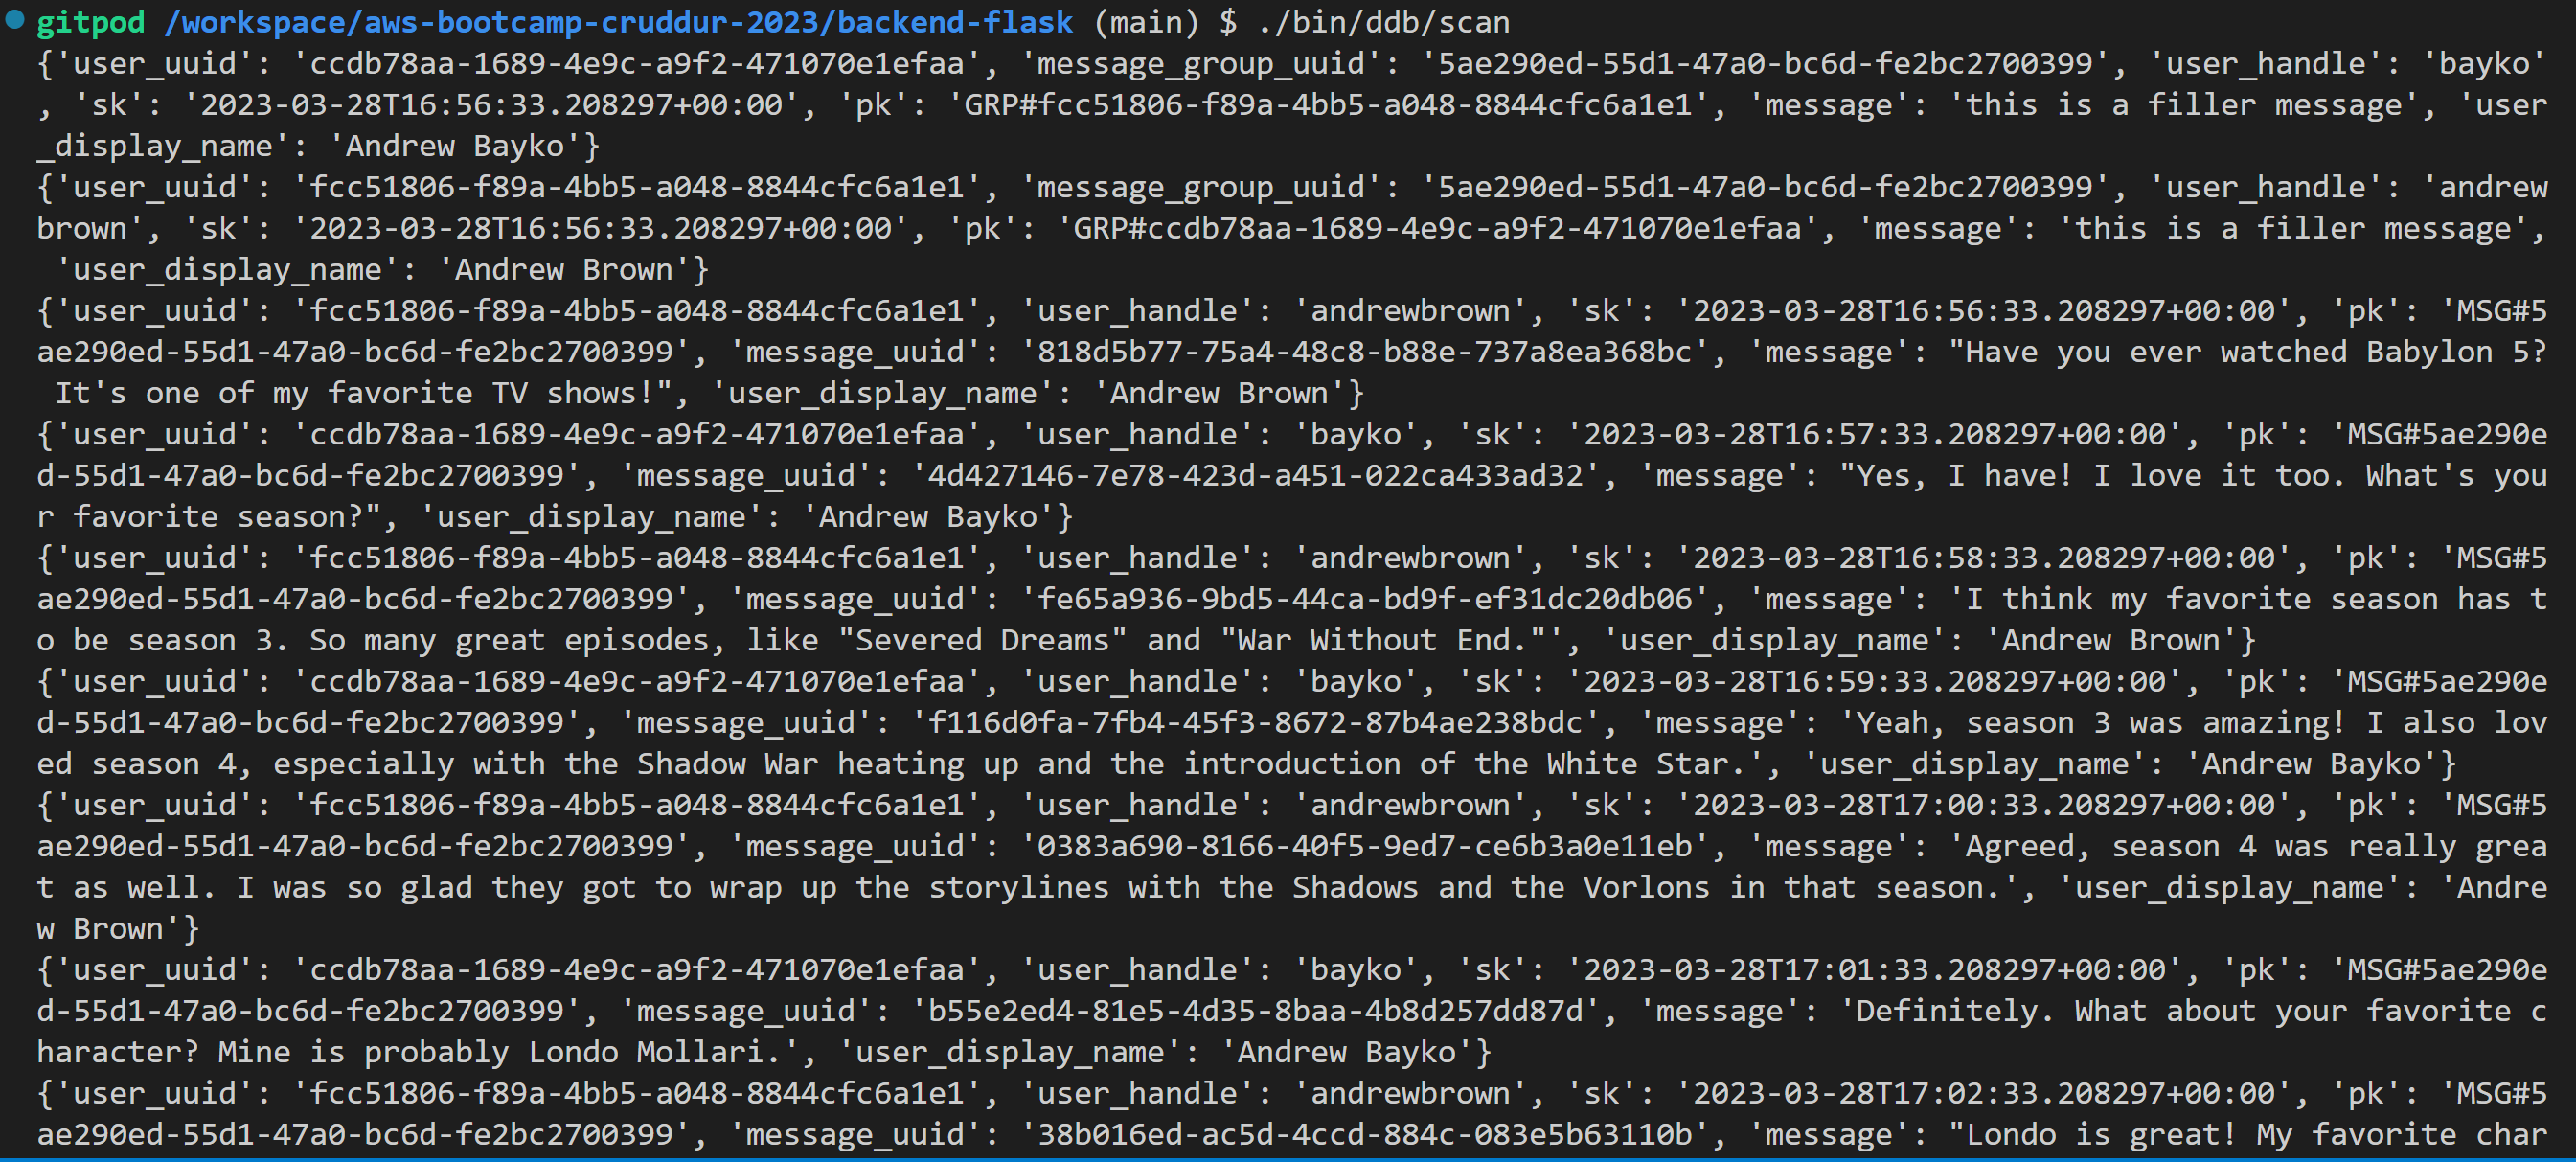 gitpod /workspace/aws-bootcamp-cruddur-2023/backend-flask (main) $ ./bin/ddb/scan
{'user_uuid': 'ccdb78aa-1689-4e9c-a9f2-471070e1efaa', 'message_group_uuid': '5ae290ed-55d1-47a0-bc6d-fe2bc2700399', 'user_handle': 'bayko'
, 'sk': '2023-03-28T16:56:33.208297+00:00', 'pk': 'GRP#fcc51806-f89a-4bb5-a048-8844cfc6a1e1', 'message': 'this is a filler message', 'user
_display_name': 'Andrew Bayko'}
{'user_uuid': 'fcc51806-f89a-4bb5-a048-8844cfc6a1e1', 'message_group_uuid': '5ae290ed-55d1-47a0-bc6d-fe2bc2700399', 'user_handle': 'andrew
brown', 'sk': '2023-03-28T16:56:33.208297+00:00', 'pk': 'GRP#ccdb78aa-1689-4e9c-a9f2-471070e1efaa', 'message': 'this is a filler message',
 'user_display_name': 'Andrew Brown'}
{'user_uuid': 'fcc51806-f89a-4bb5-a048-8844cfc6a1e1', 'user_handle': 'andrewbrown', 'sk': '2023-03-28T16:56:33.208297+00:00', 'pk': 'MSG#5
ae290ed-55d1-47a0-bc6d-fe2bc2700399', 'message_uuid': '818d5b77-75a4-48c8-b88e-737a8ea368bc', 'message': "Have you ever watched Babylon 5?
 It's one of my favorite TV shows!", 'user_display_name': 'Andrew Brown'}
{'user_uuid': 'ccdb78aa-1689-4e9c-a9f2-471070e1efaa', 'user_handle': 'bayko', 'sk': '2023-03-28T16:57:33.208297+00:00', 'pk': 'MSG#5ae290e
d-55d1-47a0-bc6d-fe2bc2700399', 'message_uuid': '4d427146-7e78-423d-a451-022ca433ad32', 'message': "Yes, I have! I love it too. What's you
r favorite season?", 'user_display_name': 'Andrew Bayko'}
{'user_uuid': 'fcc51806-f89a-4bb5-a048-8844cfc6a1e1', 'user_handle': 'andrewbrown', 'sk': '2023-03-28T16:58:33.208297+00:00', 'pk': 'MSG#5
ae290ed-55d1-47a0-bc6d-fe2bc2700399', 'message_uuid': 'fe65a936-9bd5-44ca-bd9f-ef31dc20db06', 'message': 'I think my favorite season has t
o be season 3. So many great episodes, like "Severed Dreams" and "War Without End."', 'user_display_name': 'Andrew Brown'}
{'user_uuid': 'ccdb78aa-1689-4e9c-a9f2-471070e1efaa', 'user_handle': 'bayko', 'sk': '2023-03-28T16:59:33.208297+00:00', 'pk': 'MSG#5ae290e
d-55d1-47a0-bc6d-fe2bc2700399', 'message_uuid': 'f116d0fa-7fb4-45f3-8672-87b4ae238bdc', 'message': 'Yeah, season 3 was amazing! I also lov
ed season 4, especially with the Shadow War heating up and the introduction of the White Star.', 'user_display_name': 'Andrew Bayko'}
{'user_uuid': 'fcc51806-f89a-4bb5-a048-8844cfc6a1e1', 'user_handle': 'andrewbrown', 'sk': '2023-03-28T17:00:33.208297+00:00', 'pk': 'MSG#5
ae290ed-55d1-47a0-bc6d-fe2bc2700399', 'message_uuid': '0383a690-8166-40f5-9ed7-ce6b3a0e11eb', 'message': 'Agreed, season 4 was really grea
t as well. I was so glad they got to wrap up the storylines with the Shadows and the Vorlons in that season.', 'user_display_name': 'Andre
w Brown'}
{'user_uuid': 'ccdb78aa-1689-4e9c-a9f2-471070e1efaa', 'user_handle': 'bayko', 'sk': '2023-03-28T17:01:33.208297+00:00', 'pk': 'MSG#5ae290e
d-55d1-47a0-bc6d-fe2bc2700399', 'message_uuid': 'b55e2ed4-81e5-4d35-8baa-4b8d257dd87d', 'message': 'Definitely. What about your favorite c
haracter? Mine is probably Londo Mollari.', 'user_display_name': 'Andrew Bayko'}
{'user_uuid': 'fcc51806-f89a-4bb5-a048-8844cfc6a1e1', 'user_handle': 'andrewbrown', 'sk': '2023-03-28T17:02:33.208297+00:00', 'pk': 'MSG#5
ae290ed-55d1-47a0-bc6d-fe2bc2700399', 'message_uuid': '38b016ed-ac5d-4ccd-884c-083e5b63110b', 'message': "Londo is great! My favorite char